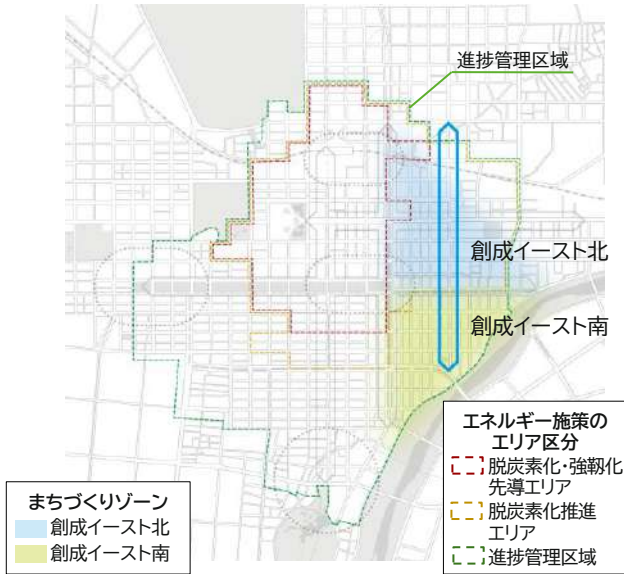 進捗管理区域
創成イースト北
創成イースト南
まちづくりゾーン
創成イースト北
創成イースト南
エネルギー施策の
エリア区分
脱炭素化・強靱化
先導エリア
脱炭素化推進
エリア
進捗管理区域